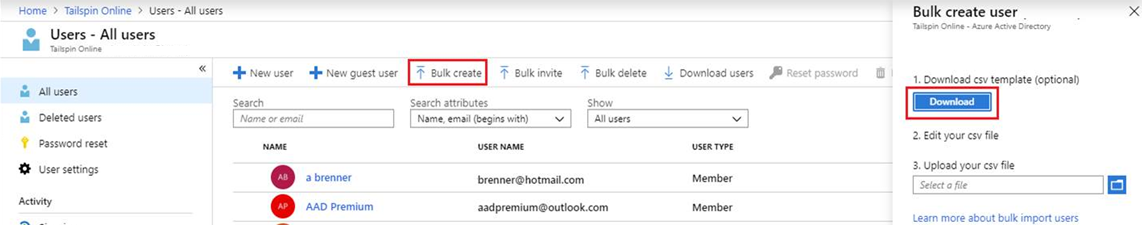 Home > Tailspin Online > Users - All users
Users - All users
Tailspin Online
«
All users
Deleted users
Password reset
User settings
Activity
New user
New guest user
Bulk create
Bulk invite
Bulk delete
Download users
Reset password
Search
Name or email
Search attributes
Name, email (begins with)
Show
All users
NAME USER NAME USER TYPE
AB a brenner brenner@hotmail.com Member
AP AAD Premium aadpremium@outlook.com Member
Bulk create user
Tailspin Online - Azure Active Directory
1. Download csv template (optional)
Download
2. Edit your csv file
3. Upload your csv file
Select a file
Learn more about bulk import users